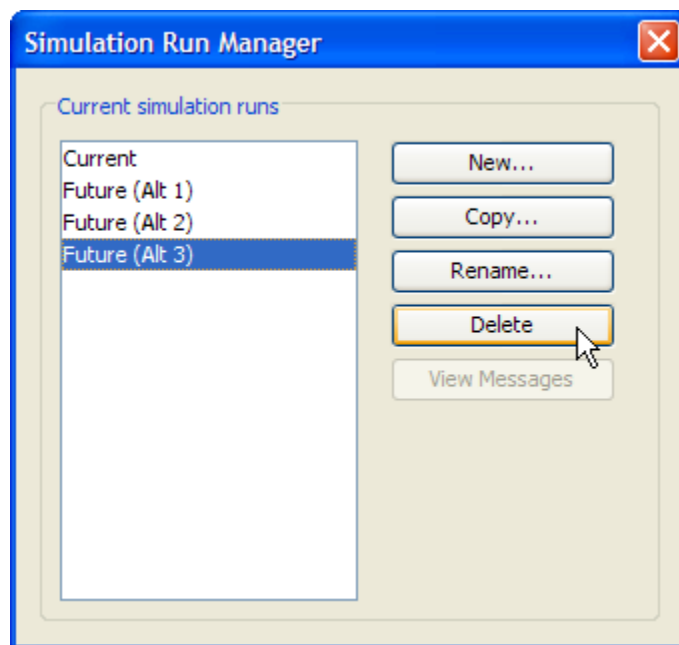 Simulation Run Manager
Current simulation runs
Current
Future (Alt 1)
Future (Alt 2)
Future (Alt 3)
New...
Copy...
Rename...
Delete
View Messages